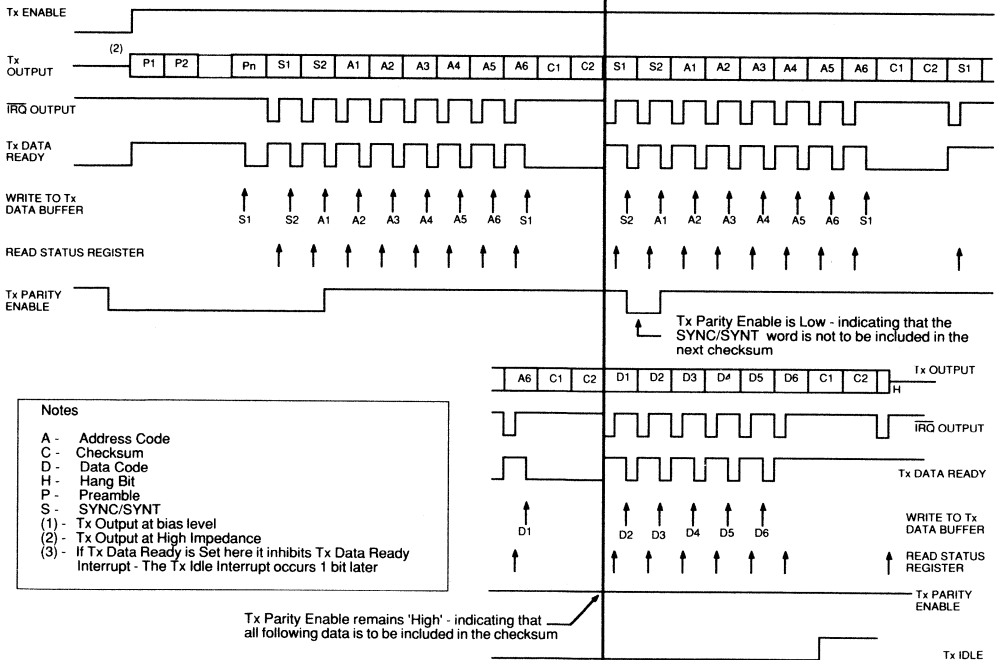 Tx ENABLE
(2)
Tx OUTPUT
P1 P2 Pn S1 S2 A1 A2 A3 A4 A5 A6 C1 C2 S1 S2 A1 A2 A3 A4 A5 A6 C1 C2 S1
IRQ OUTPUT
Tx DATA READY
WRITE TO Tx DATA BUFFER
S1 S2 A1 A2 A3 A4 A5 A6 S1 S2 A1 A2 A3 A4 A5 A6 S1
READ STATUS REGISTER
Tx PARITY ENABLE
Tx Parity Enable is Low - indicating that the
SYNC/SYNT word is not to be included in the
next checksum
A6 C1 C2 D1 D2 D3 D4 D5 D6 C1 C2
Tx OUTPUT
H
IRQ OUTPUT
Tx DATA READY
WRITE TO Tx
DATA BUFFER
D1 D2 D3 D4 D5 D6
READ STATUS
REGISTER
Tx PARITY
ENABLE
Tx IDLE
Notes
A - Address Code
C - Checksum
D - Data Code
H - Hang Bit
P - Preamble
S - SYNC/SYNT
(1) - Tx Output at bias level
(2) - Tx Output at High Impedance
(3) - If Tx Data Ready is Set here it inhibits Tx Data Ready
Interrupt - The Tx Idle Interrupt occurs 1 bit later
Tx Parity Enable remains 'High' - indicating that
all following data is to be included in the checksum